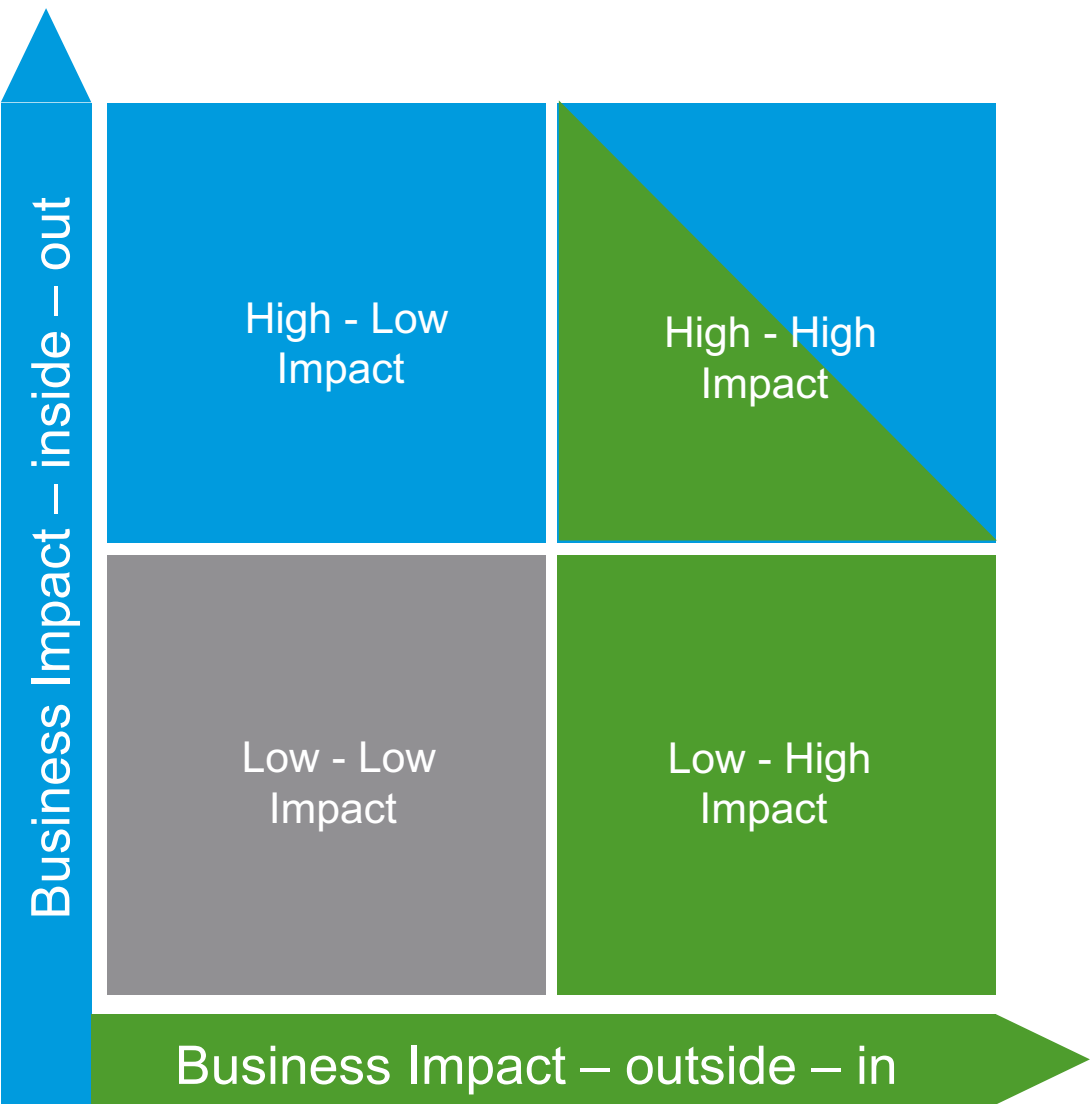 Business Impact – inside – out
High - Low
Impact
High - High
Impact
Low - Low
Impact
Low - High
Impact
Business Impact – outside – in